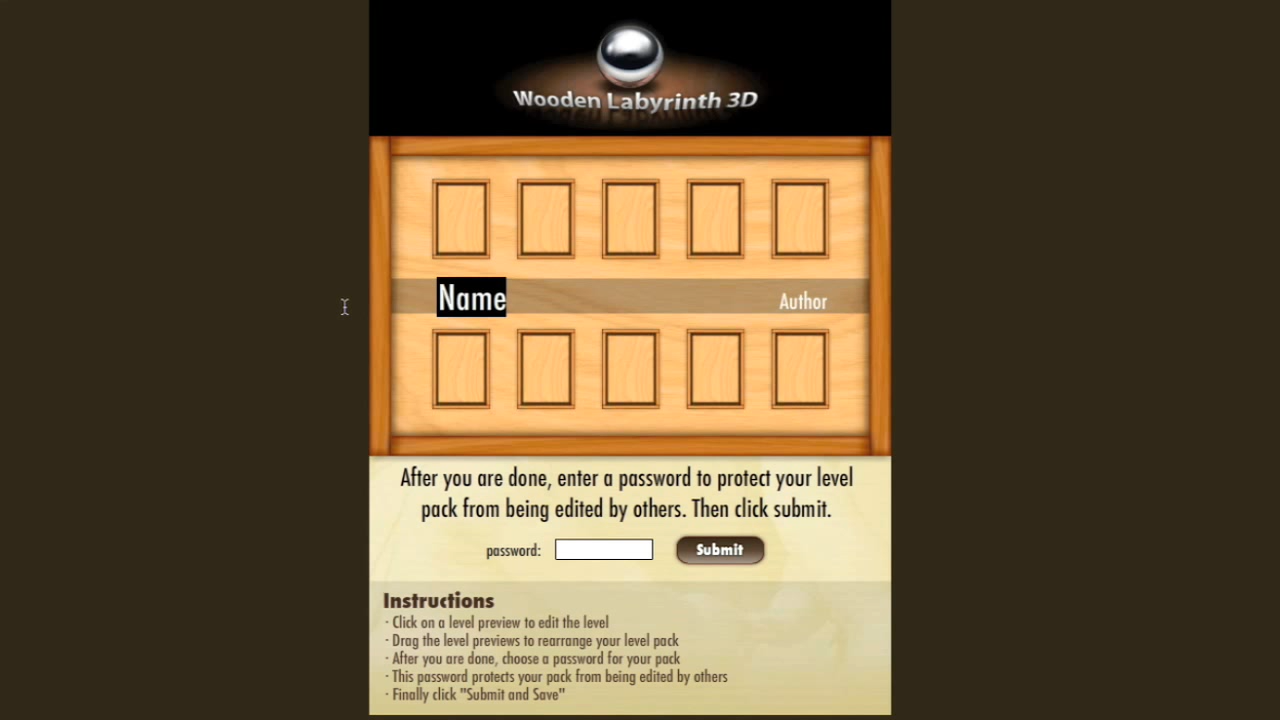 Wooden Labyrinth 3D
Name
Author
After you are done, enter a password to protect your level
pack from being edited by others. Then click submit.
password:
Submit
Instructions
· Click on a level preview to edit the level
· Drag the level previews to rearrange your level pack
· After you are done, choose a password for your pack
· This password protects your pack from being edited by others
· Finally click "Submit and Save"